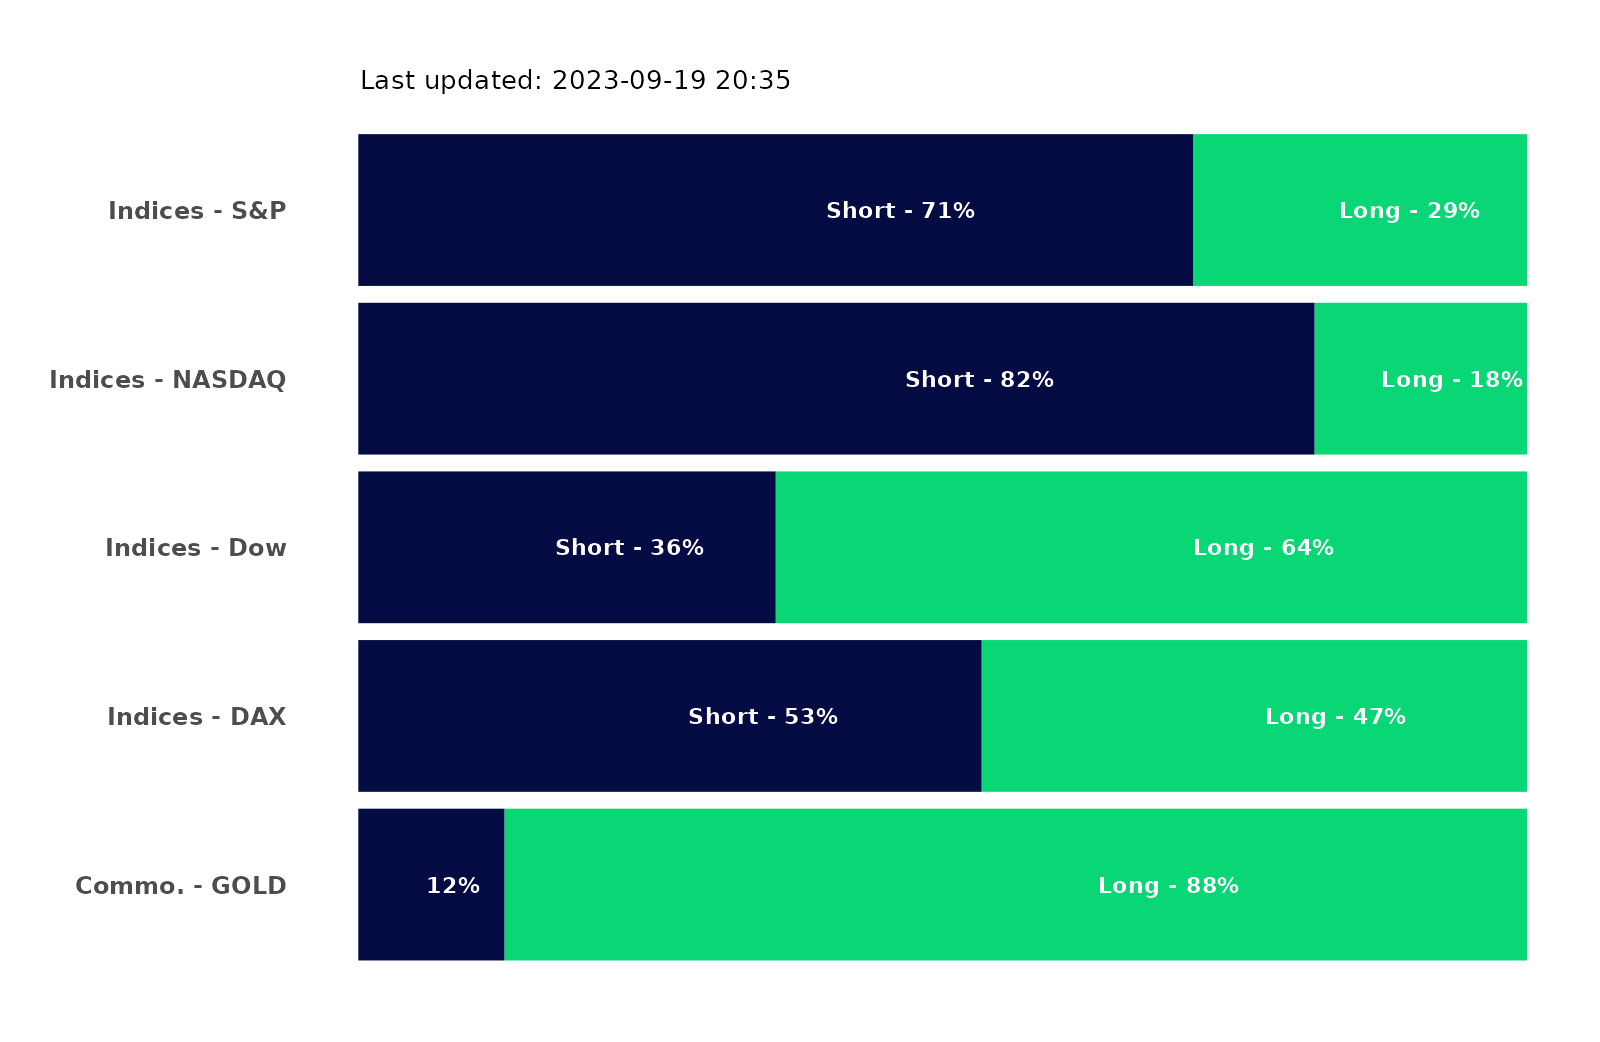 Last updated: 2023-09-19 20:35
Indices - S&P Short - 71% Long - 29%
Indices - NASDAQ Short - 82% Long - 18%
Indices - Dow Short - 36% Long - 64%
Indices - DAX Short - 53% Long - 47%
Commo. - GOLD 12% Long - 88%